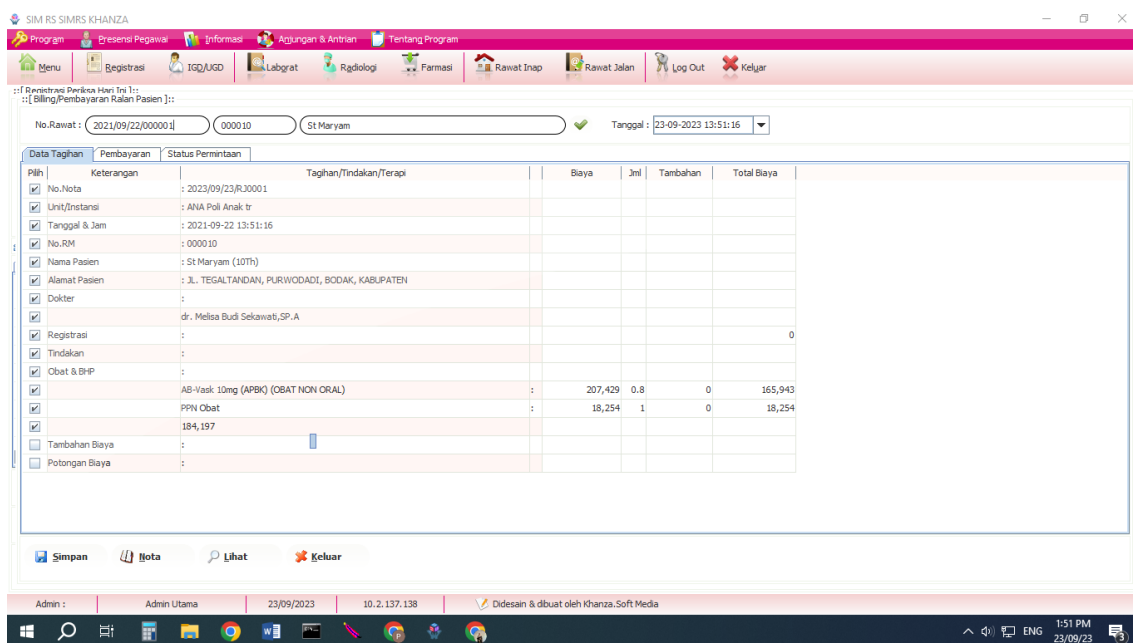 SIM RS SIMRS KHANZA
Program Presensi Pegawai Informasi Anjungan & Antrian Tentang Program
Menu Registrasi IGD/UGD Laborat Radiologi Farmasi Rawat Inap Rawat Jalan Log Out Keluar
::[ Registrasi Periksa Hari Ini ]::
::[ Billing/Pembayaran Ralan Pasien ]::
No.Rawat : 2021/09/22/000001 000010 St Maryam Tanggal : 23-09-2023 13:51:16
Data Tagihan Pembayaran Status Permintaan
Pilih Keterangan Tagihan/Tindakan/Terapi Biaya Jml Tambahan Total Biaya
No.Nota : 2023/09/23/RJ0001
Unit/Instansi : ANA Poli Anak tr
Tanggal & Jam : 2021-09-22 13:51:16
No.RM : 000010
Nama Pasien : St Maryam (10Th)
Alamat Pasien : JL. TEGALTANDAN, PURWODADI, BODAK, KABUPATEN
Dokter :
dr. Melisa Budi Sekawati,SP.A
Registrasi : 0
Tindakan :
Obat & BHP :
AB-Vask 10mg (APBK) (OBAT NON ORAL) : 207,429 0.8 0 165,943
PPN Obat : 18,254 1 0 18,254
184,197
Tambahan Biaya :
Potongan Biaya :
Simpan Nota Lihat Keluar
Admin : Admin Utama 23/09/2023 10.2.137.138 Didesain & dibuat oleh Khanza.Soft Media
ENG 1:51 PM
23/09/23 3